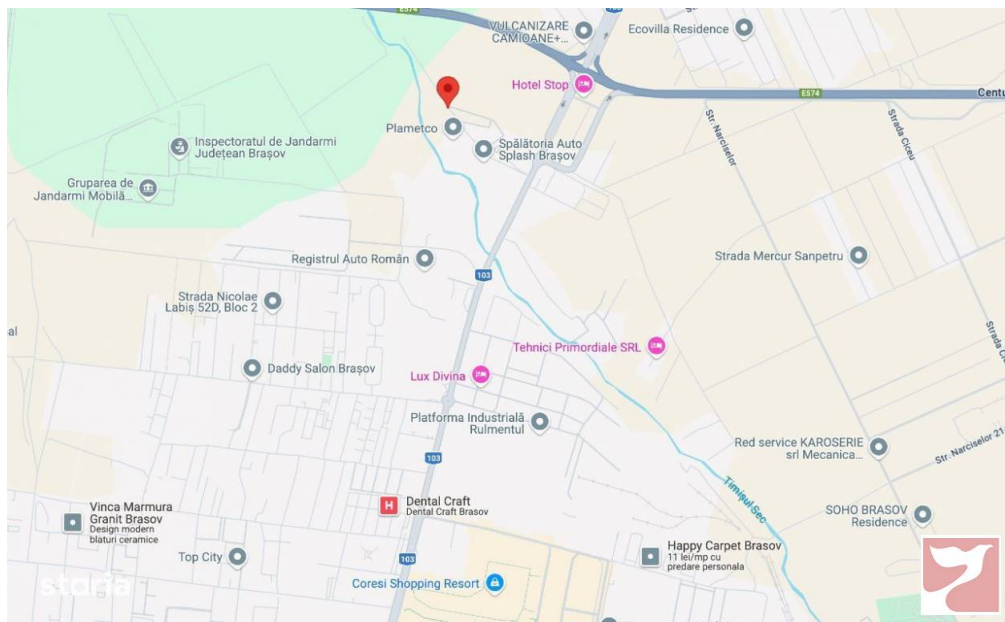 E574
VULCANIZARE
CAMIOANE+...
Ecovilla Residence
Hotel Stop
E574
Centu
Plametco
Spălătoria Auto
Splash Brașov
Str. Narciselor
Strada Ciceu
Inspectoratul de Jandarmi
Județean Brașov
Gruparea de
Jandarmi Mobilă...
Registrul Auto Român
103
Strada Mercur Sanpetru
Strada Nicolae
Labiș 52D, Bloc 2
al
Strada Cic
Tehnici Primordiale SRL
Daddy Salon Brașov
Lux Divina
Platforma Industrială
Rulmentul
Red service KAROSERIE
srl Mecanica...
Str. Narciselor 21
103
Timișul Sec
Dental Craft
Dental Craft Brasov
Vinca Marmura
Granit Brasov
Design modern
blaturi ceramice
SOHO BRASOV
Residence
Top City
103
Happy Carpet Brasov
11 lei/mp cu
predare personala
Coresi Shopping Resort
storia